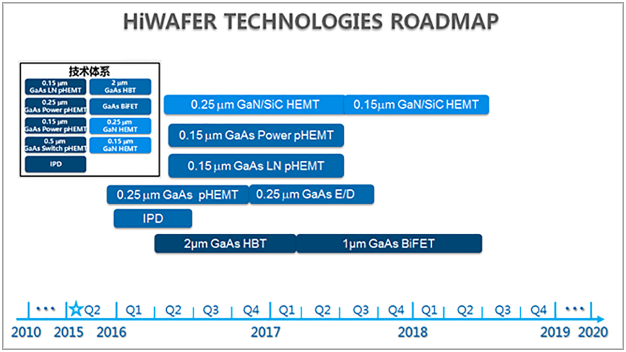 HiWAFER TECHNOLOGIES ROADMAP
技术体系
0.15 μm
GaAs LN pHEMT
2 μm
GaAs HBT
0.25 μm
GaAs Power pHEMT
GaAs BiFET
0.15 μm
GaAs Power pHEMT
0.25 μm
GaN HEMT
0.5 μm
GaAs Switch pHEMT
0.15 μm
GaN HEMT
IPD
0.25 μm GaN/SiC HEMT
0.15μm GaN/SiC HEMT
0.15 μm GaAs Power pHEMT
0.15 μm GaAs LN pHEMT
0.25 μm GaAs pHEMT
0.25 μm GaAs E/D
IPD
2μm GaAs HBT
1μm GaAs BiFET
••• Q2 Q1 Q2 Q3 Q4 Q1 Q2 Q3 Q4 Q1 Q2 Q3 Q4 •••
2010 2015 2016 2017 2018 2019 2020